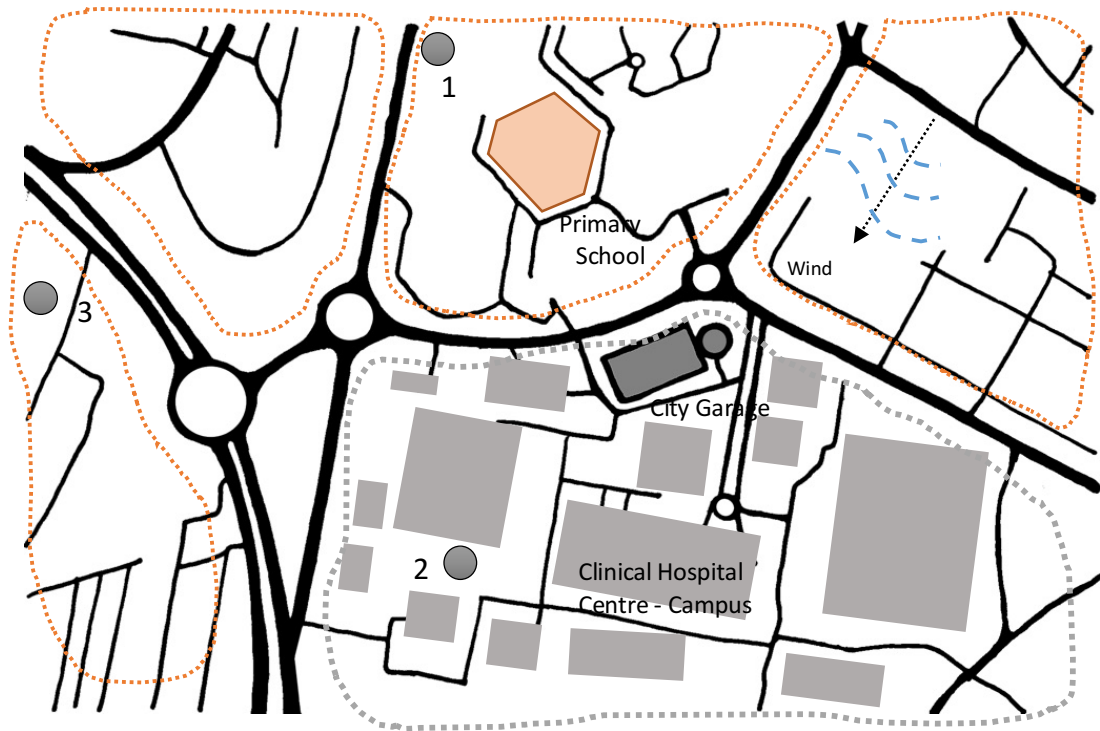 1
Primary
School
Wind
3
City Garage
2
Clinical Hospital
Centre - Campus